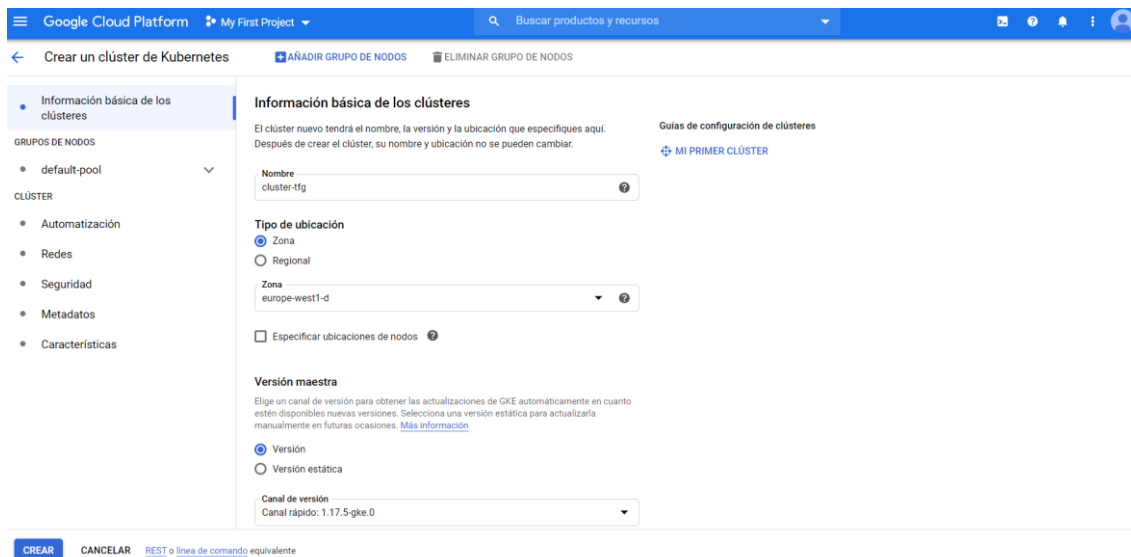 Google Cloud Platform
My First Project
Buscar productos y recursos
Crear un clúster de Kubernetes
AÑADIR GRUPO DE NODOS
ELIMINAR GRUPO DE NODOS
Información básica de los
clústeres
GRUPOS DE NODOS
default-pool
CLÚSTER
Automatización
Redes
Seguridad
Metadatos
Características
Información básica de los clústeres
El clúster nuevo tendrá el nombre, la versión y la ubicación que especifiques aquí.
Después de crear el clúster, su nombre y ubicación no se pueden cambiar.
Nombre
cluster-tfg
Tipo de ubicación
Zona
Regional
Zona
europe-west1-d
Especificar ubicaciones de nodos
Versión maestra
Elige un canal de versión para obtener las actualizaciones de GKE automáticamente en cuanto
estén disponibles nuevas versiones. Selecciona una versión estática para actualizarla
manualmente en futuras ocasiones. Más información
Versión
Versión estática
Canal de versión
Canal rápido: 1.17.5-gke.0
Guías de configuración de clústeres
MI PRIMER CLÚSTER
CREAR
CANCELAR
REST o línea de comando equivalente